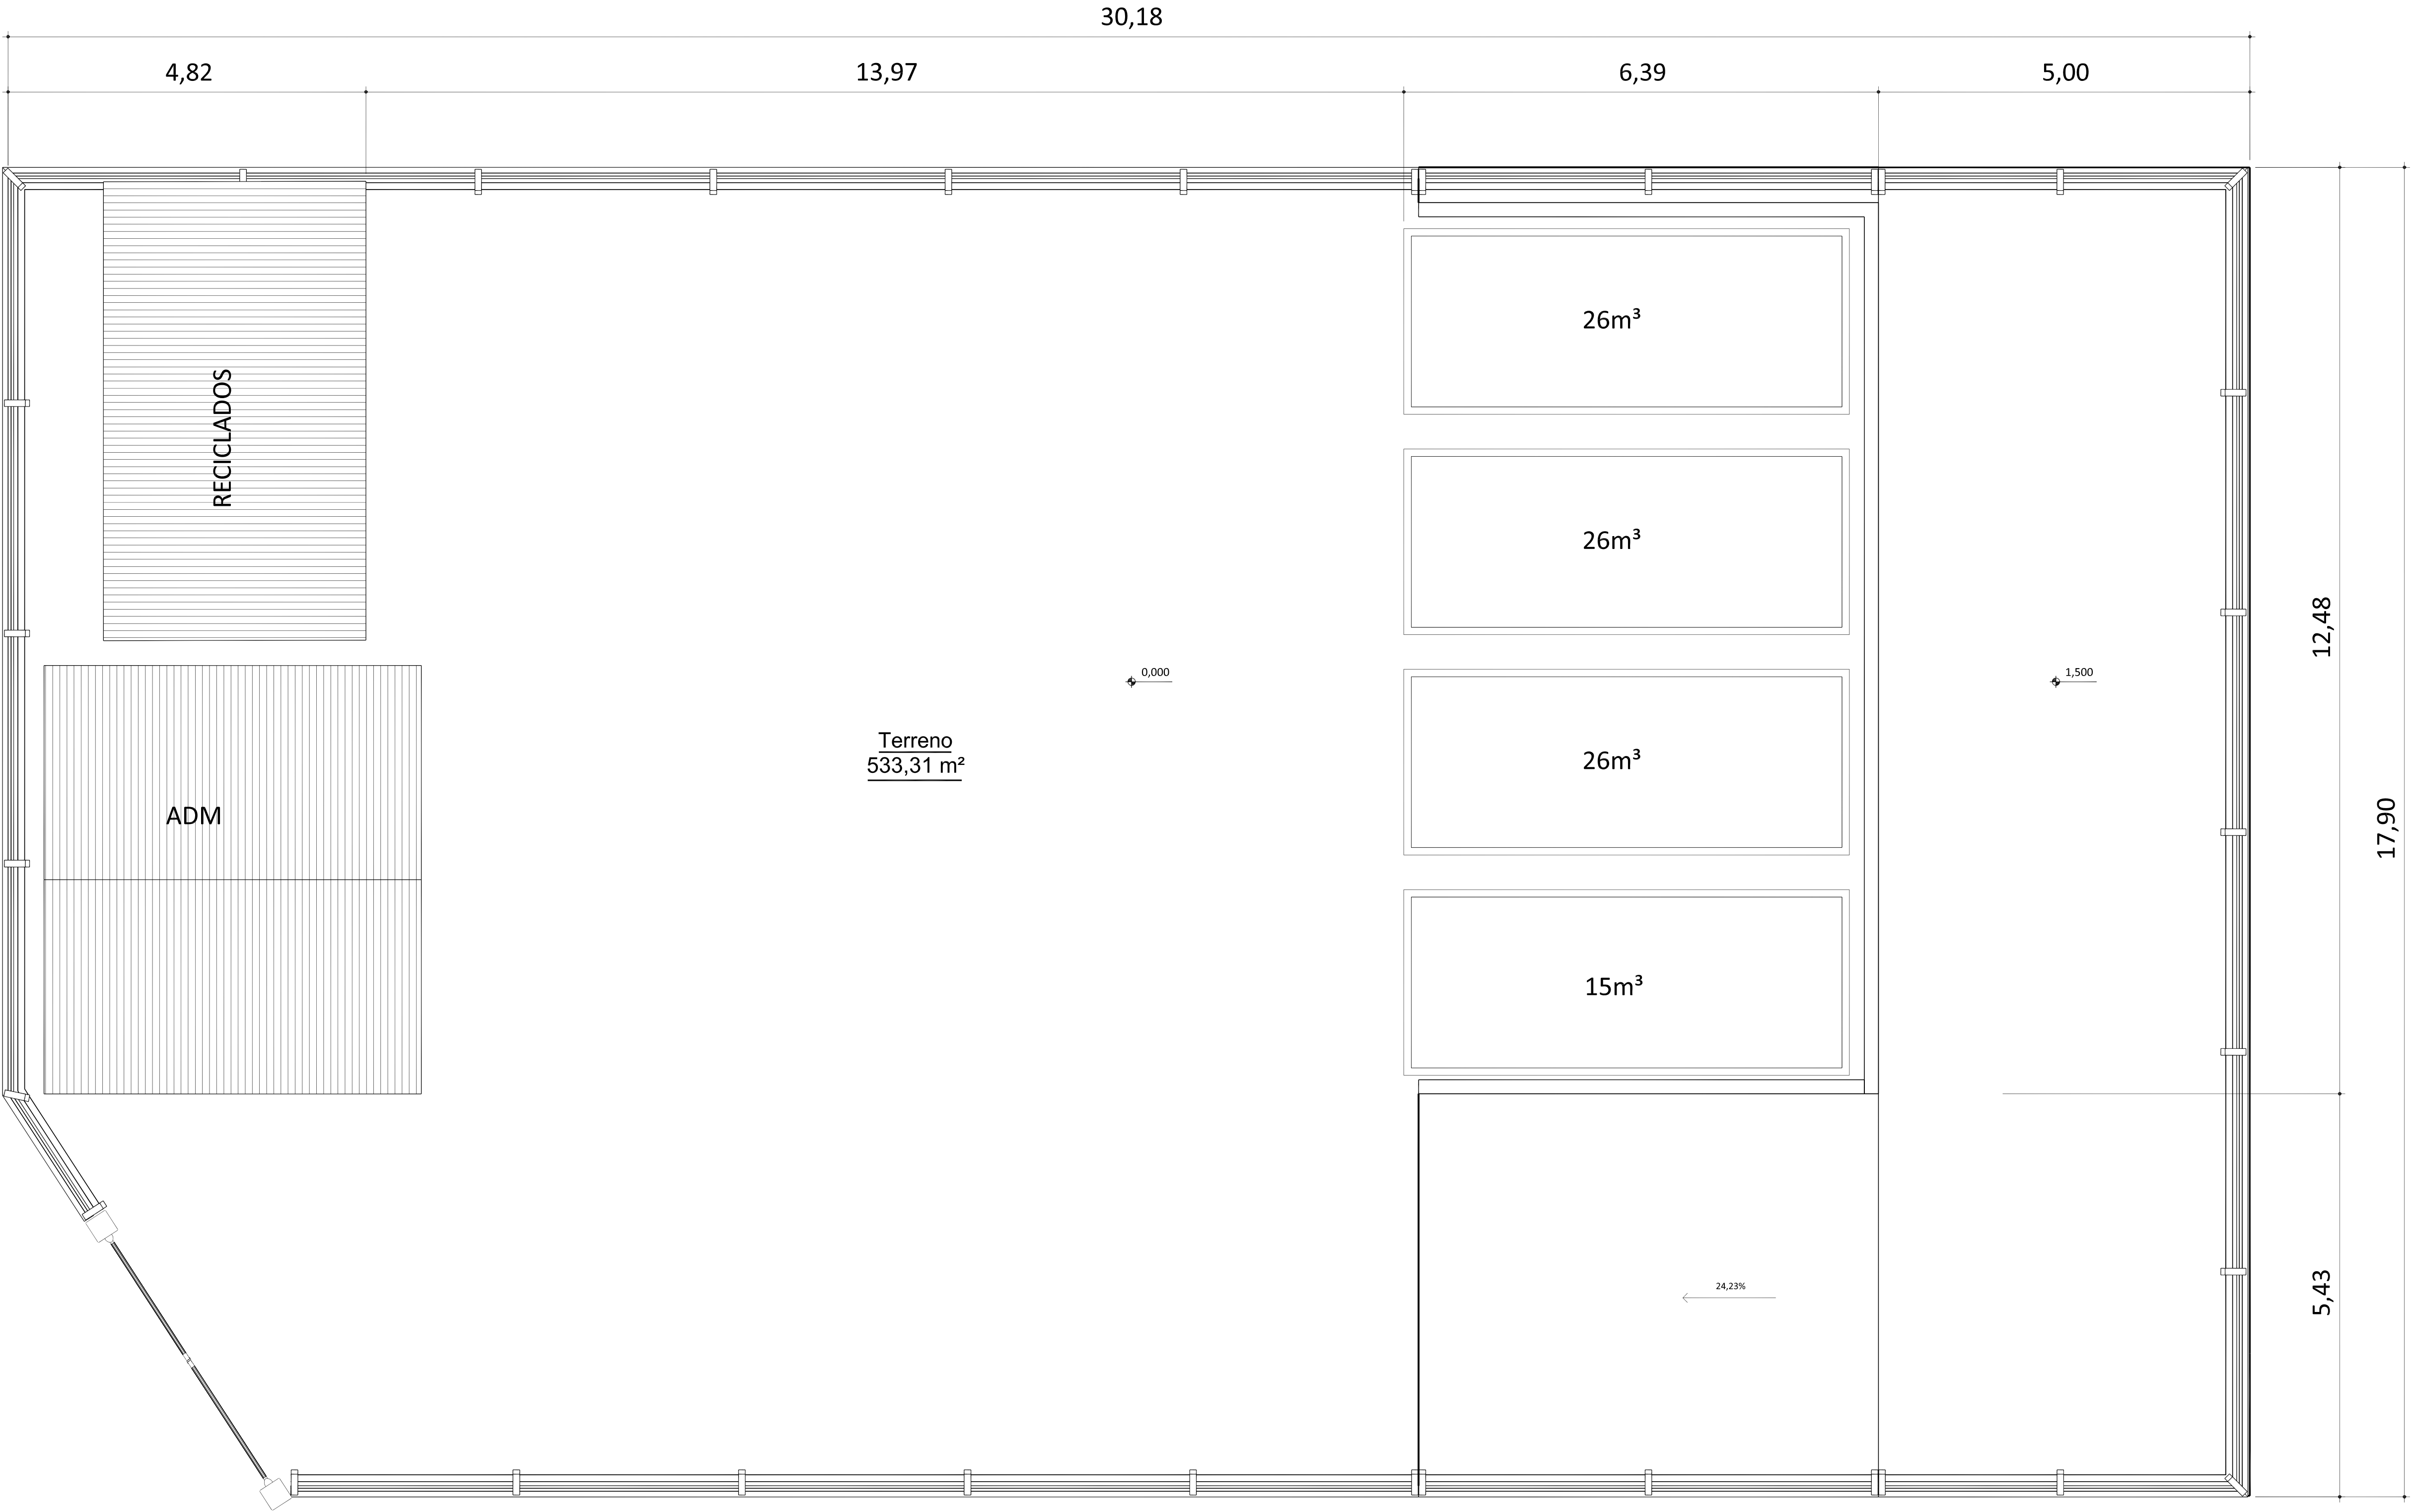 30,18
4,82
13,97
6,39
5,00
26m³
RECICLADOS
26m³
12,48
0,000
1,500
Terreno
533,31 m²
26m³
ADM
17,90
15m³
24,23%
5,43